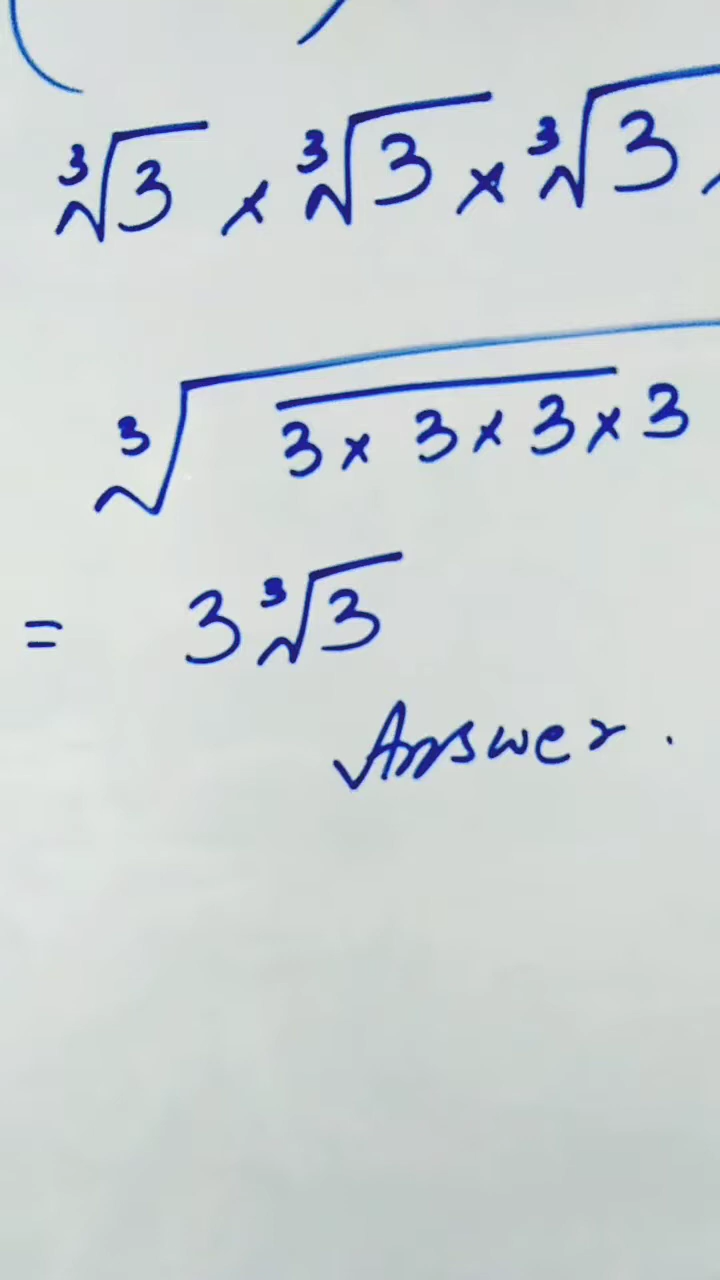 ∛3 × ∛3 × ∛3
∛(3 × 3 × 3 × 3
= 3∛3
Answer.